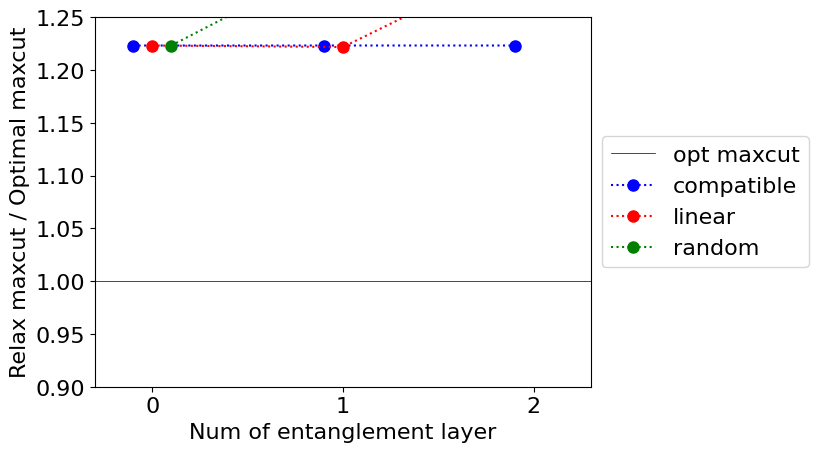 Relax maxcut / Optimal maxcut
1.25
1.20
1.15
1.10
1.05
1.00
0.95
0.90
0
1
2
Num of entanglement layer
opt maxcut
compatible
linear
random